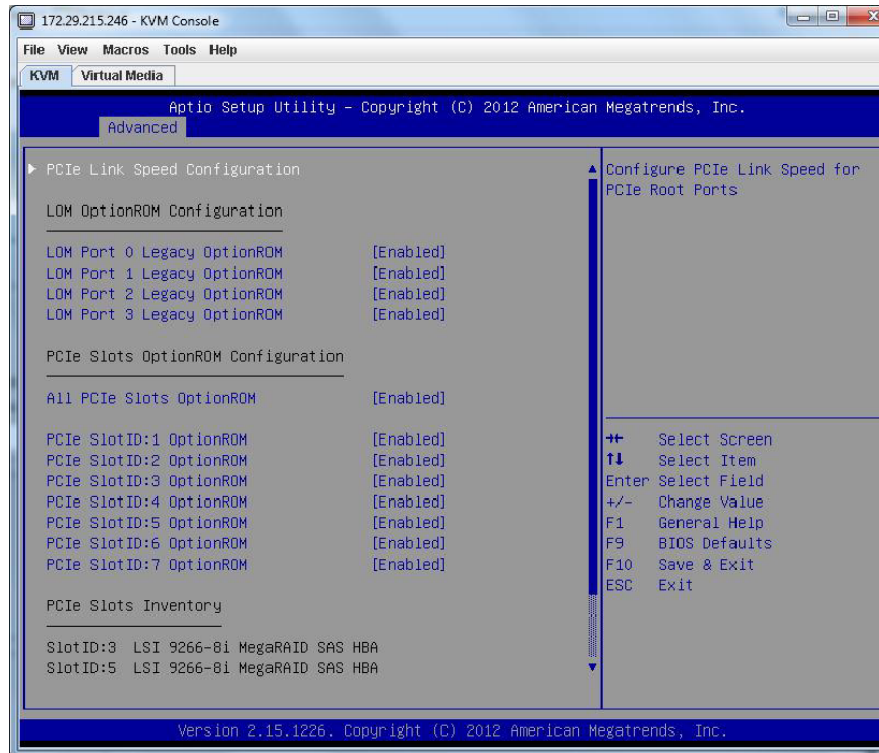 172.29.215.246 - KVM Console
File View Macros Tools Help
KVM Virtual Media
Aptio Setup Utility – Copyright (C) 2012 American Megatrends, Inc.
Advanced
PCIe Link Speed Configuration
LOM OptionROM Configuration
LOM Port 0 Legacy OptionROM [Enabled]
LOM Port 1 Legacy OptionROM [Enabled]
LOM Port 2 Legacy OptionROM [Enabled]
LOM Port 3 Legacy OptionROM [Enabled]
PCIe Slots OptionROM Configuration
All PCIe Slots OptionROM [Enabled]
PCIe SlotID:1 OptionROM [Enabled]
PCIe SlotID:2 OptionROM [Enabled]
PCIe SlotID:3 OptionROM [Enabled]
PCIe SlotID:4 OptionROM [Enabled]
PCIe SlotID:5 OptionROM [Enabled]
PCIe SlotID:6 OptionROM [Enabled]
PCIe SlotID:7 OptionROM [Enabled]
PCIe Slots Inventory
SlotID:3 LSI 9266-8i MegaRAID SAS HBA
SlotID:5 LSI 9266-8i MegaRAID SAS HBA
Configure PCIe Link Speed for
PCIe Root Ports
→← Select Screen
↑↓ Select Item
Enter Select Field
+/- Change Value
F1 General Help
F9 BIOS Defaults
F10 Save & Exit
ESC Exit
Version 2.15.1226. Copyright (C) 2012 American Megatrends, Inc.